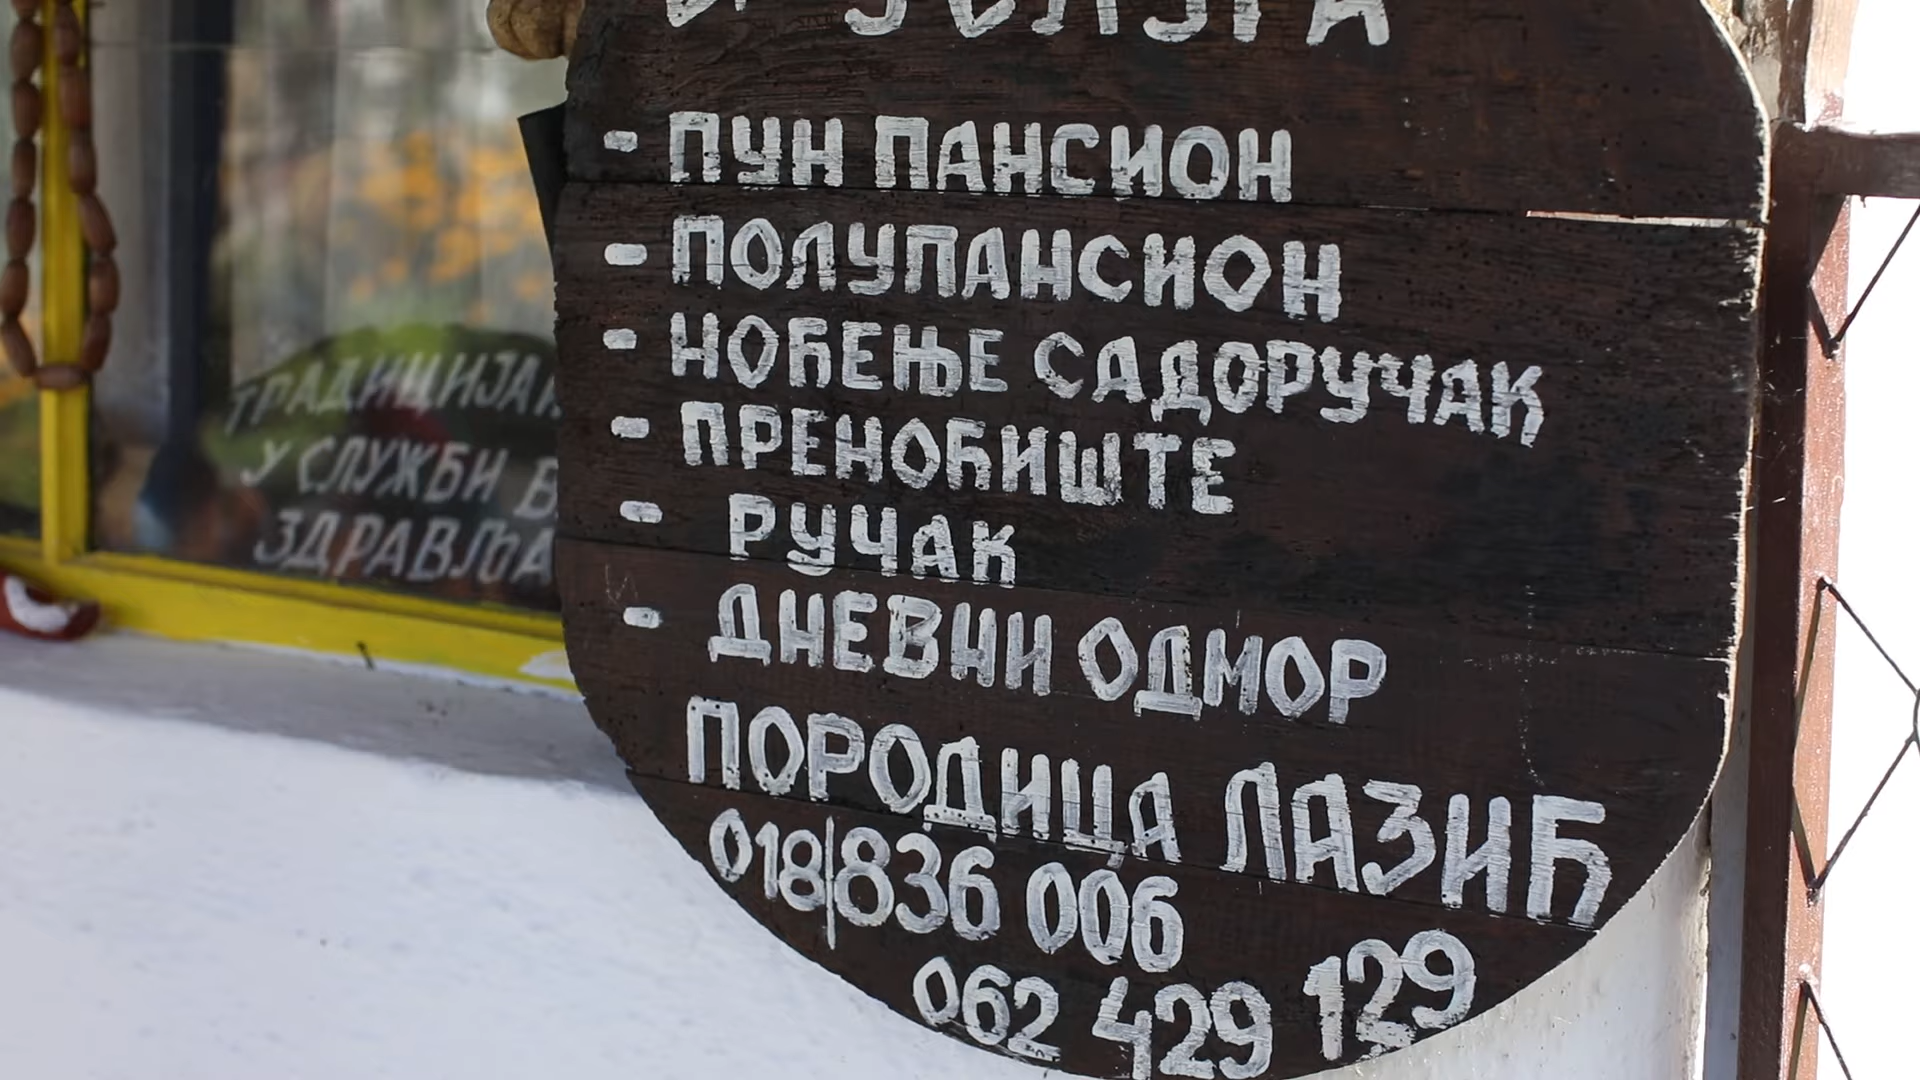 УСЛУГА
- ПУН ПАНСИОН
- ПОЛУПАНСИОН
- НОЋЕЊЕ СА ДОРУЧАК
- ПРЕНОЋИШТЕ
- РУЧАК
- ДНЕВНИ ОДМОР
ПОРОДИЦА ЛАЗИЋ
018/836 006
062 429 129
У СЛУЖБИ
ЗДРАВЉА